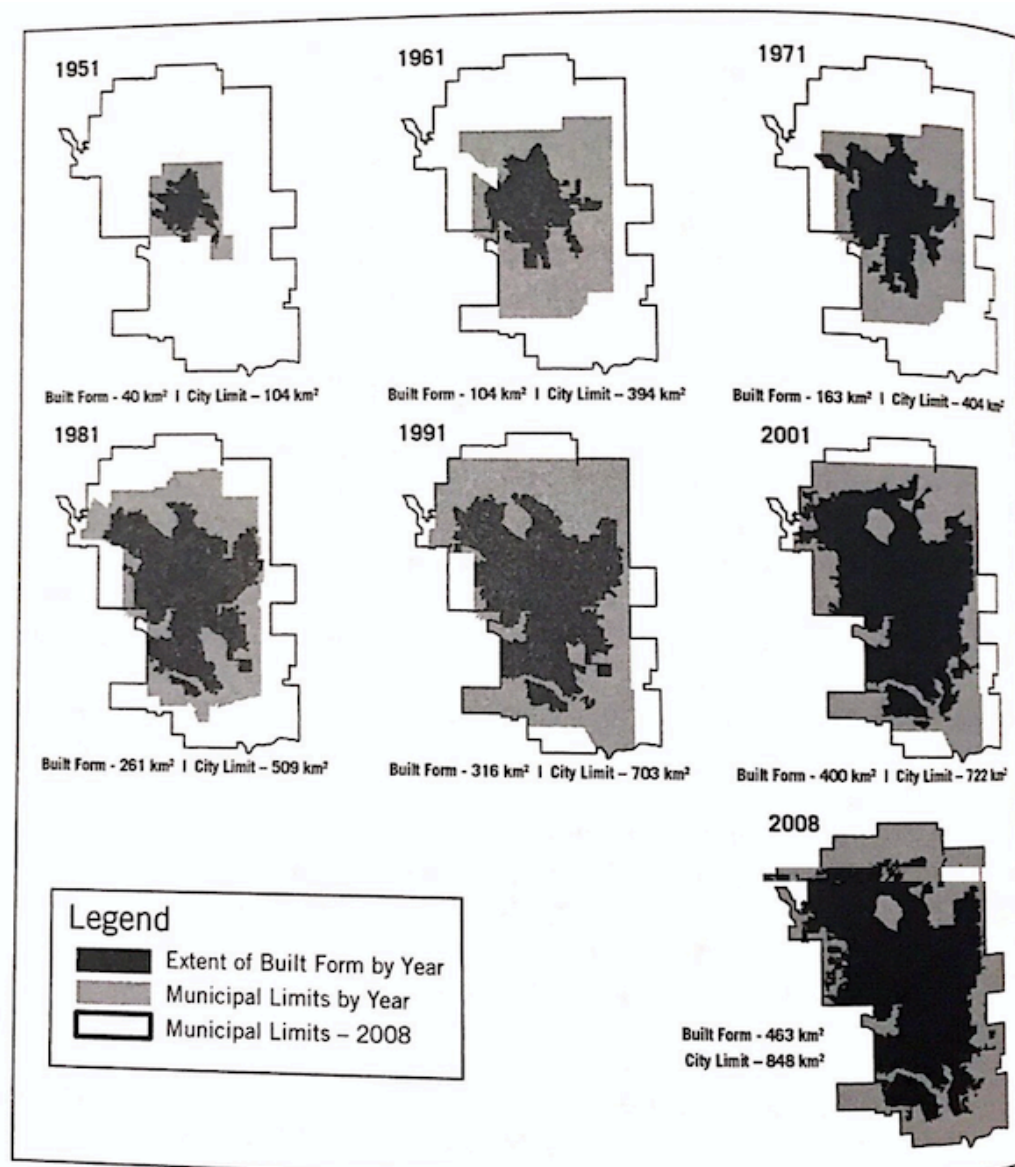 1951
1961
1971
Built Form - 40 km² | City Limit – 104 km²
Built Form - 104 km² | City Limit – 394 km²
Built Form - 163 km² | City Limit – 404 km²
1981
1991
2001
Built Form - 261 km² | City Limit – 509 km²
Built Form - 316 km² | City Limit – 703 km²
Built Form - 400 km² | City Limit – 722 km²
2008
Built Form - 463 km²
City Limit – 848 km²
Legend
Extent of Built Form by Year
Municipal Limits by Year
Municipal Limits – 2008